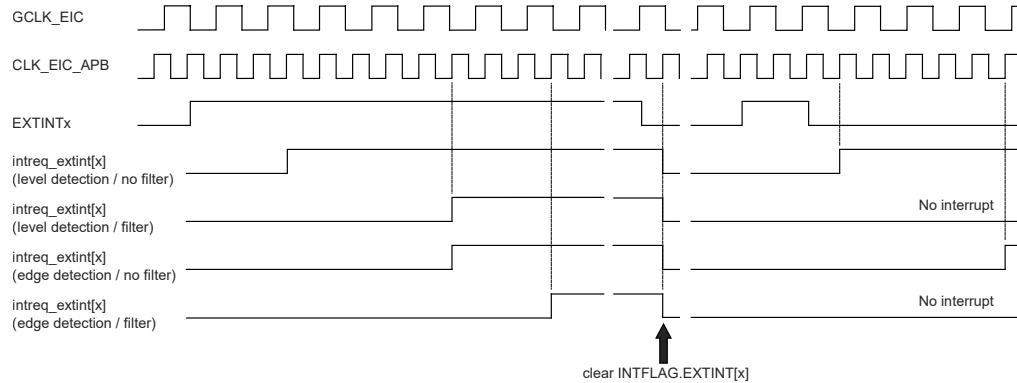 GCLK_EIC
CLK_EIC_APB
EXTINTx
intreq_extint[x]
(level detection / no filter)
intreq_extint[x]
(level detection / filter)
No interrupt
intreq_extint[x]
(edge detection / no filter)
intreq_extint[x]
(edge detection / filter)
No interrupt
clear INTFLAG.EXTINT[x]